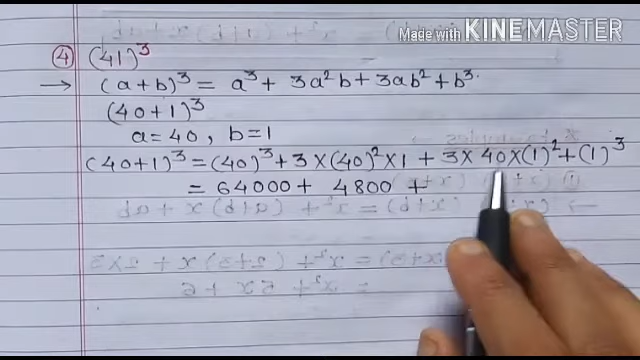 Made with KINEMASTER
④ (41)³
→ (a+b)³ = a³ + 3a²b + 3ab² + b³.
(40+1)³
a=40, b=1
(40+1)³ = (40)³ + 3×(40)²×1 + 3×40×(1)² + (1)³
= 64000 + 4800 +